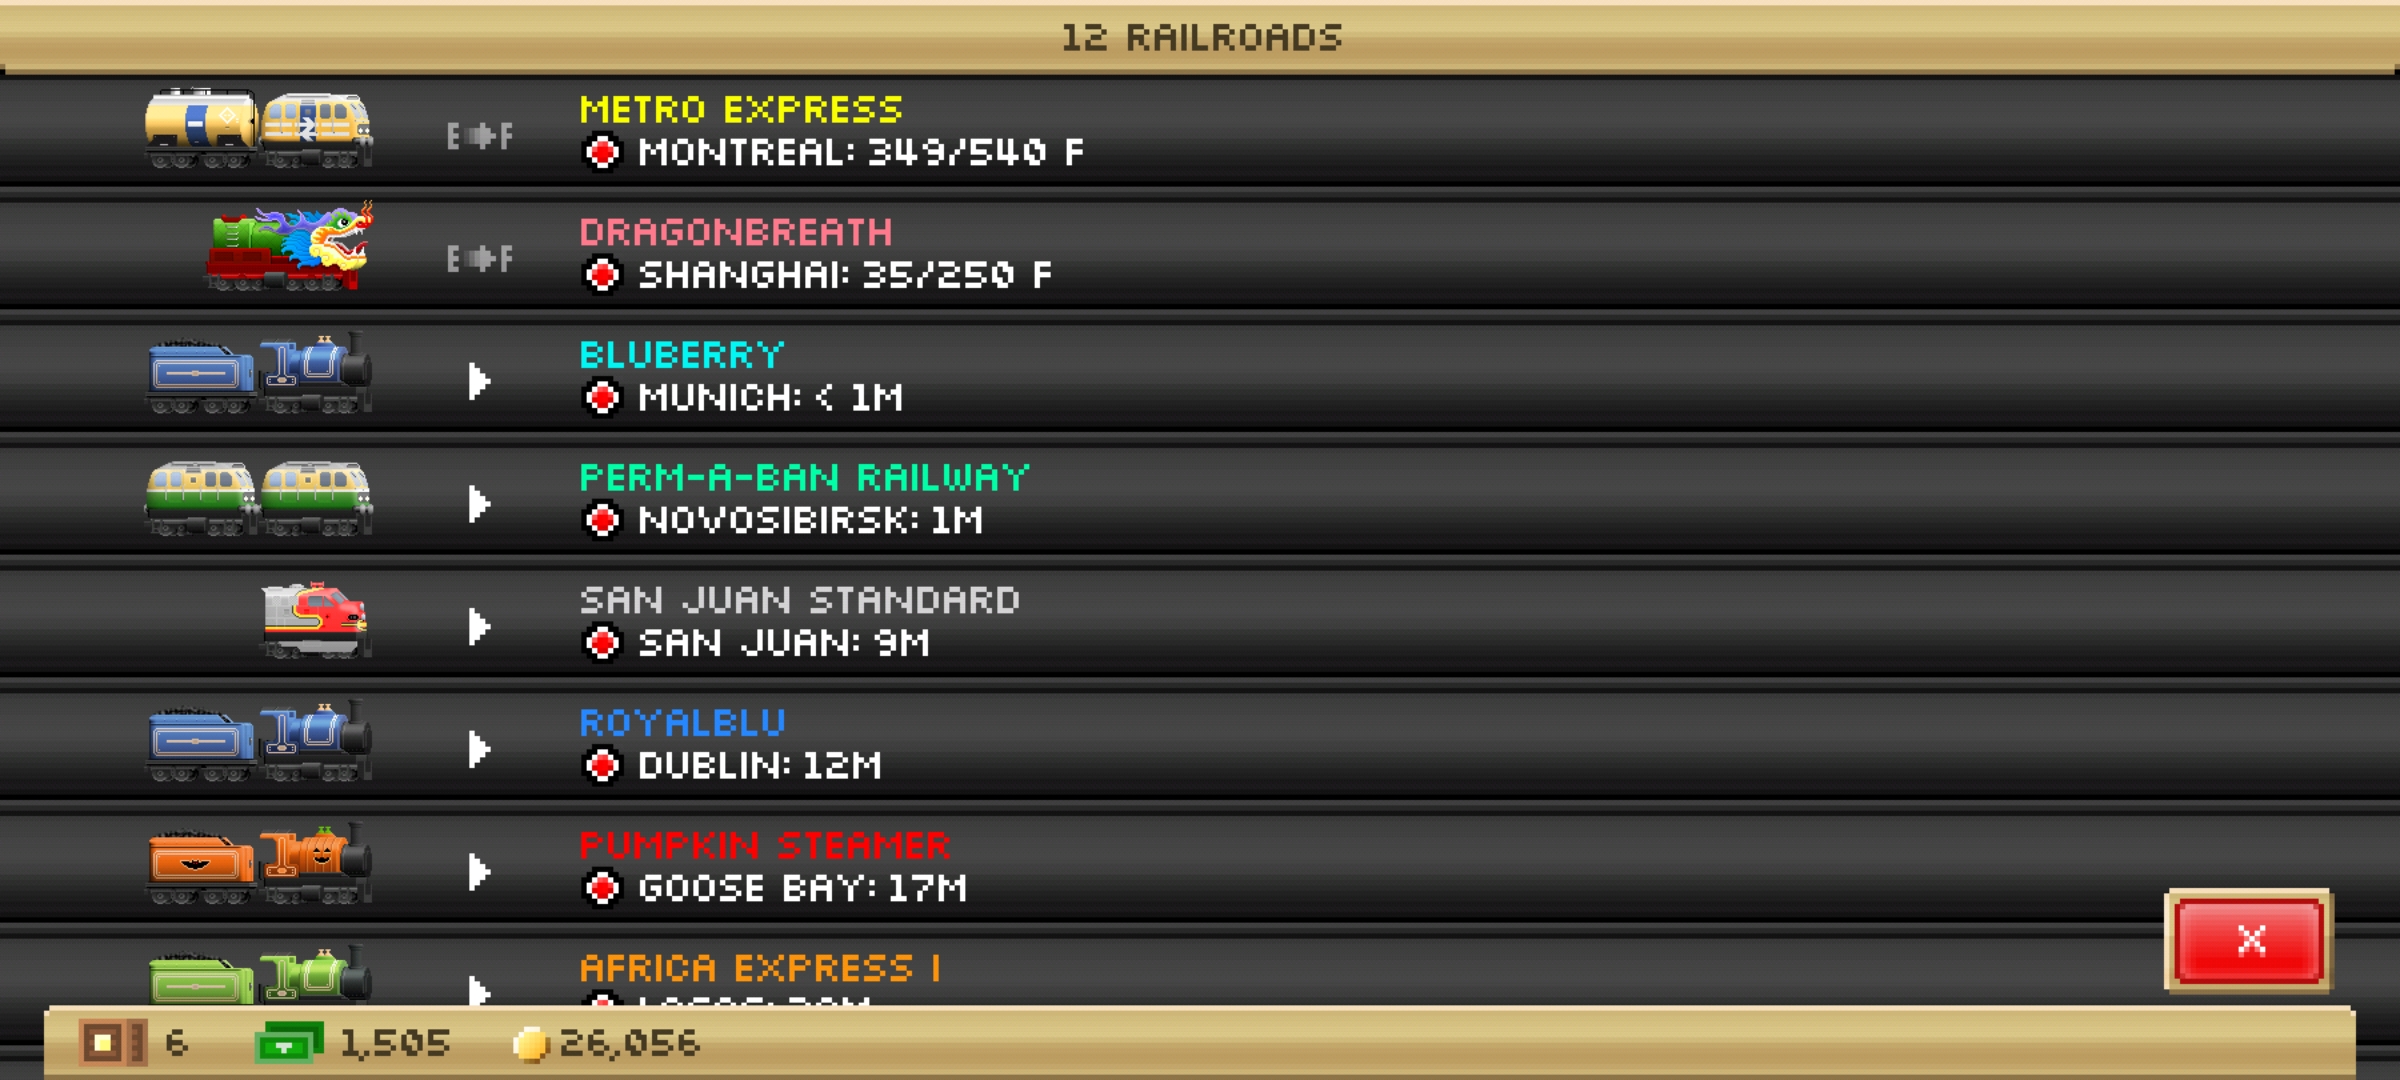 12 RAILROADS
METRO EXPRESS
E F
MONTREAL: 349/540 F
DRAGONBREATH
E F
SHANGHAI: 35/250 F
BLUBERRY
MUNICH: < 1M
PERM-A-BAN RAILWAY
NOVOSIBIRSK: 1M
SAN JUAN STANDARD
SAN JUAN: 9M
ROYALBLU
DUBLIN: 12M
PUMPKIN STEAMER
GOOSE BAY: 17M
AFRICA EXPRESS I
X
6 1,505 26,056